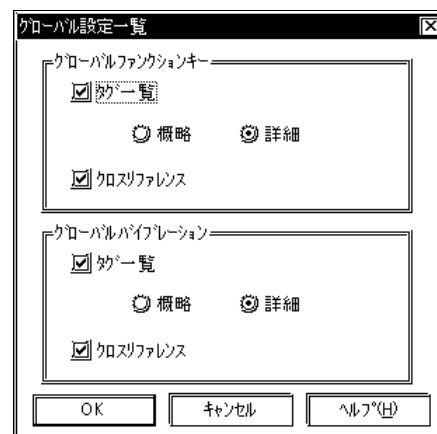 ｸﾞﾛｰﾊﾞﾙ設定一覧
ｸﾞﾛｰﾊﾞﾙﾌｧﾝｸｼｮﾝｷｰ
ﾀｸﾞ一覧
概略 詳細
ｸﾛｽﾘﾌｧﾚﾝｽ
ｸﾞﾛｰﾊﾞﾙﾊﾞｲﾌﾞﾚｰｼｮﾝ
ﾀｸﾞ一覧
概略 詳細
ｸﾛｽﾘﾌｧﾚﾝｽ
OK ｷｬﾝｾﾙ ﾍﾙﾌﾟ(H)